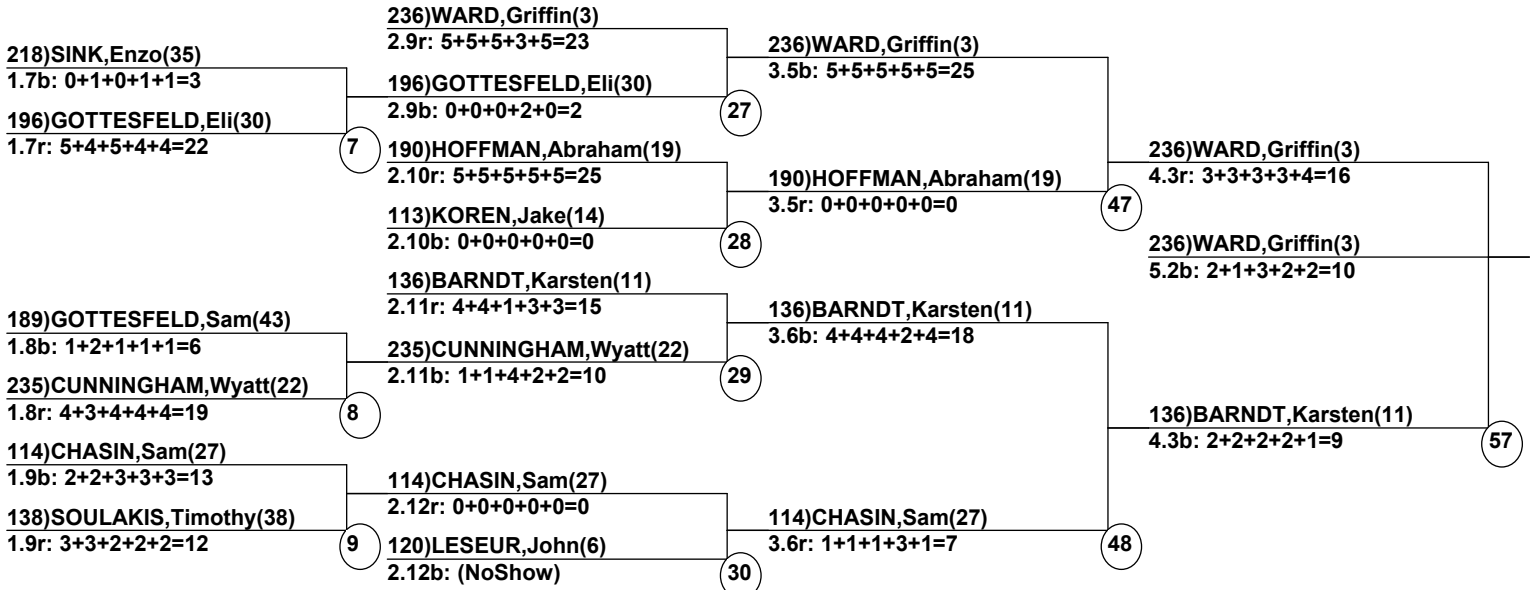 218)SINK,Enzo(35)
1.7b: 0+1+0+1+1=3
196)GOTTESFELD,Eli(30)
1.7r: 5+4+5+4+4=22
7
189)GOTTESFELD,Sam(43)
1.8b: 1+2+1+1+1=6
235)CUNNINGHAM,Wyatt(22)
1.8r: 4+3+4+4+4=19
8
114)CHASIN,Sam(27)
1.9b: 2+2+3+3+3=13
138)SOULAKIS,Timothy(38)
1.9r: 3+3+2+2+2=12
9
236)WARD,Griffin(3)
2.9r: 5+5+5+3+5=23
196)GOTTESFELD,Eli(30)
2.9b: 0+0+0+2+0=2
27
190)HOFFMAN,Abraham(19)
2.10r: 5+5+5+5+5=25
113)KOREN,Jake(14)
2.10b: 0+0+0+0+0=0
28
136)BARNDT,Karsten(11)
2.11r: 4+4+1+3+3=15
235)CUNNINGHAM,Wyatt(22)
2.11b: 1+1+4+2+2=10
29
114)CHASIN,Sam(27)
2.12r: 0+0+0+0+0=0
120)LESEUR,John(6)
2.12b: (NoShow)
30
236)WARD,Griffin(3)
3.5b: 5+5+5+5+5=25
190)HOFFMAN,Abraham(19)
3.5r: 0+0+0+0+0=0
47
136)BARNDT,Karsten(11)
3.6b: 4+4+4+2+4=18
114)CHASIN,Sam(27)
3.6r: 1+1+1+3+1=7
48
236)WARD,Griffin(3)
4.3r: 3+3+3+3+4=16
236)WARD,Griffin(3)
5.2b: 2+1+3+2+2=10
136)BARNDT,Karsten(11)
4.3b: 2+2+2+2+1=9
57